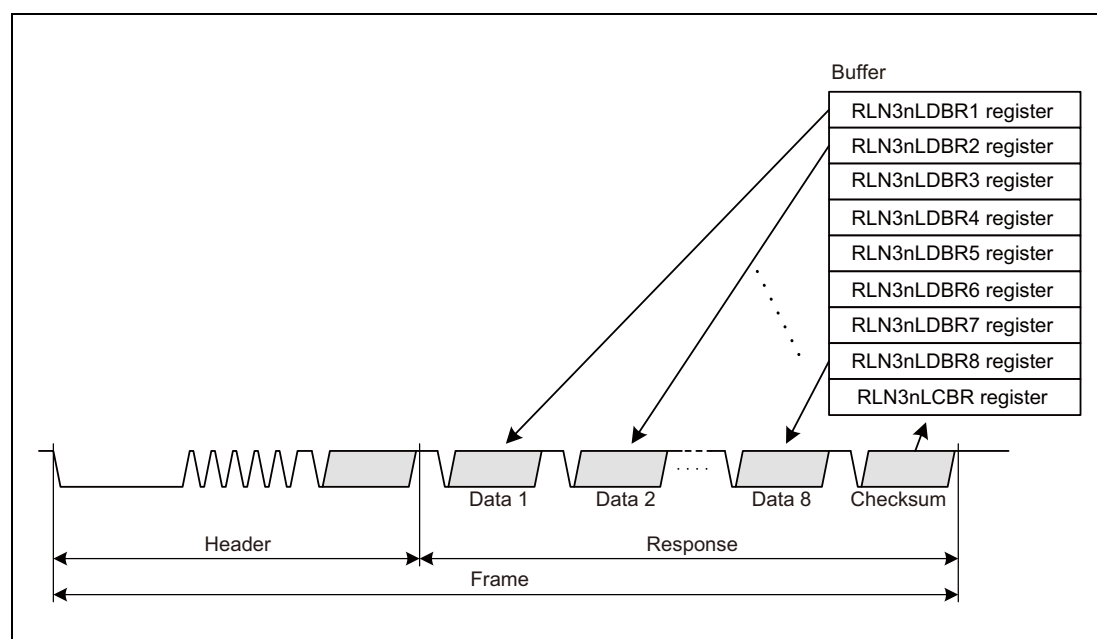 Buffer
RLN3nLDBR1 register
RLN3nLDBR2 register
RLN3nLDBR3 register
RLN3nLDBR4 register
RLN3nLDBR5 register
RLN3nLDBR6 register
RLN3nLDBR7 register
RLN3nLDBR8 register
RLN3nLCBR register
Data 1 Data 2 Data 8 Checksum
Header Response
Frame